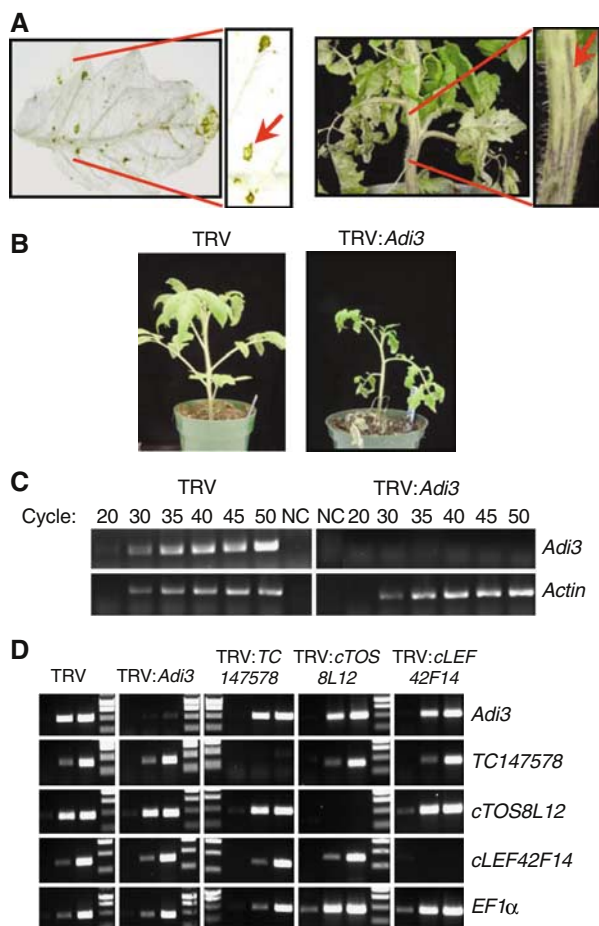 A
B
TRV TRV:Adi3
C
TRV TRV:Adi3
Cycle: 20 30 35 40 45 50 NC NC 20 30 35 40 45 50
Adi3
Actin
D
TRV TRV:Adi3 TRV:TC 147578 TRV:cTOS 8L12 TRV:cLEF 42F14
Adi3
TC147578
cTOS8L12
cLEF42F14
EF1α